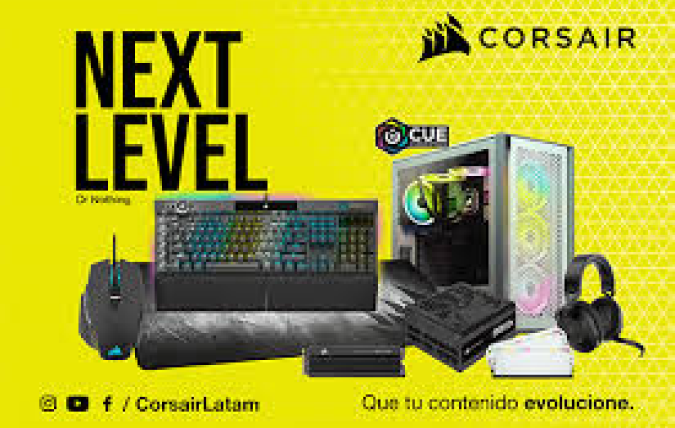 NEXT
LEVEL
Or Nothing
CORSAIR
CUE
/ CorsairLatam
Que tu contenido evolucione.